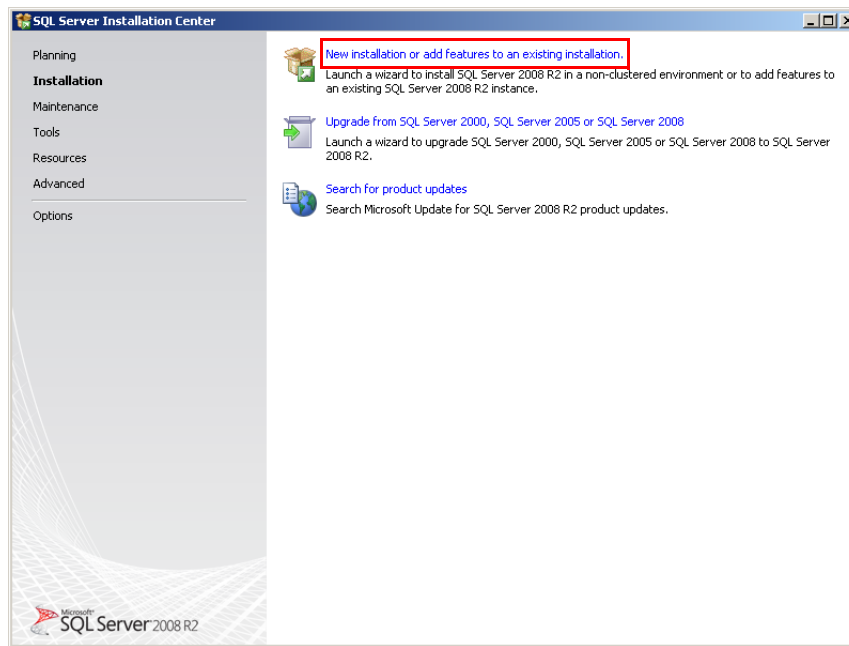 SQL Server Installation Center
Planning
Installation
Maintenance
Tools
Resources
Advanced
Options
New installation or add features to an existing installation.
Launch a wizard to install SQL Server 2008 R2 in a non-clustered environment or to add features to
an existing SQL Server 2008 R2 instance.
Upgrade from SQL Server 2000, SQL Server 2005 or SQL Server 2008
Launch a wizard to upgrade SQL Server 2000, SQL Server 2005 or SQL Server 2008 to SQL Server
2008 R2.
Search for product updates
Search Microsoft Update for SQL Server 2008 R2 product updates.
Microsoft
SQL Server 2008 R2